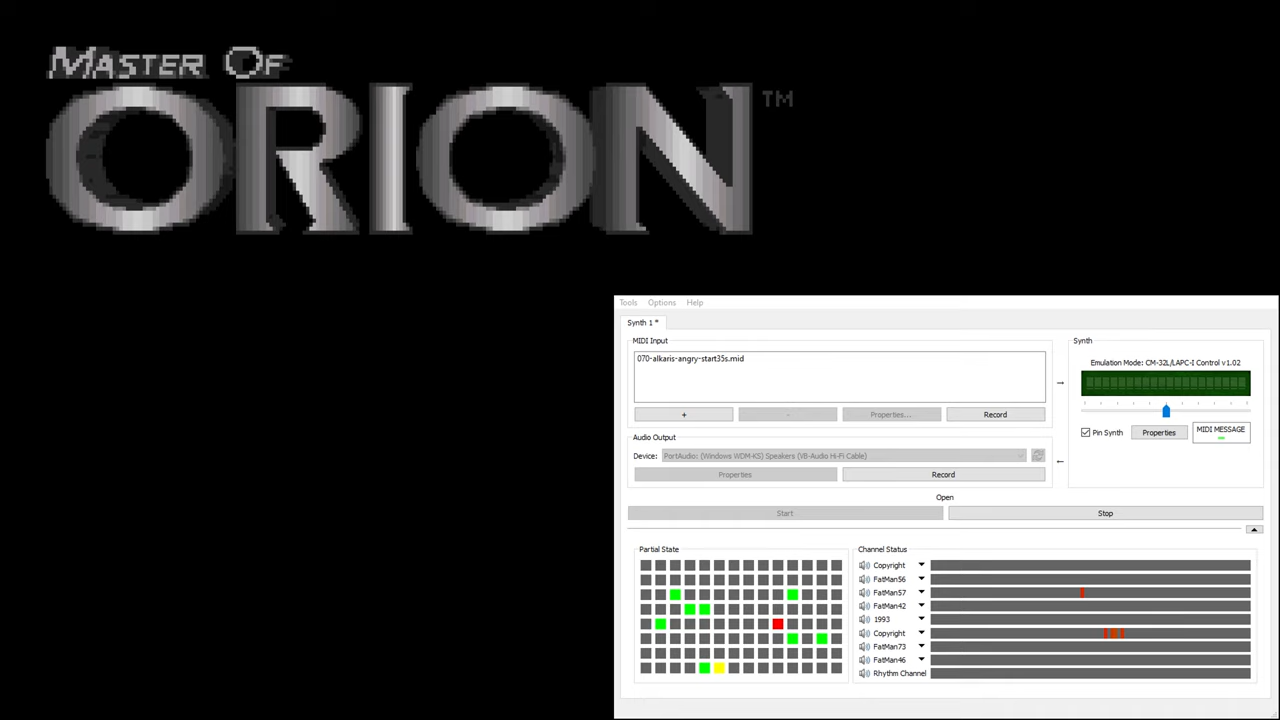 MASTER OF
ORION™
Tools Options Help
Synth 1 *
MIDI Input
070-alkaris-angry-start35s.mid
+ - Properties... Record
Audio Output
Device: PortAudio: (Windows WDM-KS) Speakers (VB-Audio Hi-Fi Cable)
Properties Record
Synth
Emulation Mode: CM-32L/LAPC-I Control v1.02
Pin Synth Properties MIDI MESSAGE
Open
Start Stop
Partial State
Channel Status
Copyright
FatMan56
FatMan57
FatMan42
1993
Copyright
FatMan73
FatMan46
Rhythm Channel